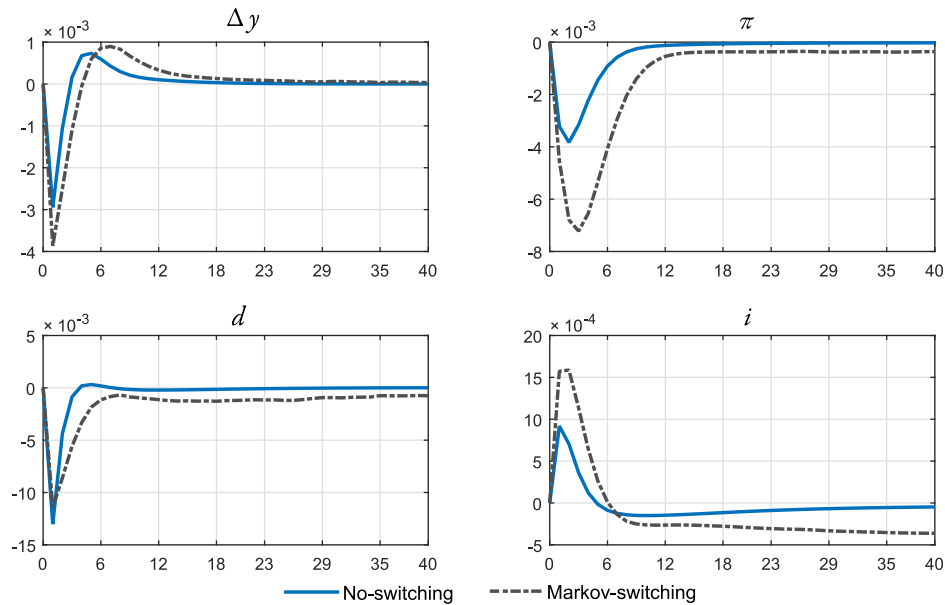 Δy π
× 10⁻³ × 10⁻³
1 0
0
-1 -2
-2 -4
-3 -6
-4 -8
0 6 12 18 23 29 35 40 0 6 12 18 23 29 35 40
d i
× 10⁻³ × 10⁻⁴
5 20
15
0 10
-5 5
-10 0
-15 -5
0 6 12 18 23 29 35 40 0 6 12 18 23 29 35 40
No-switching Markov-switching